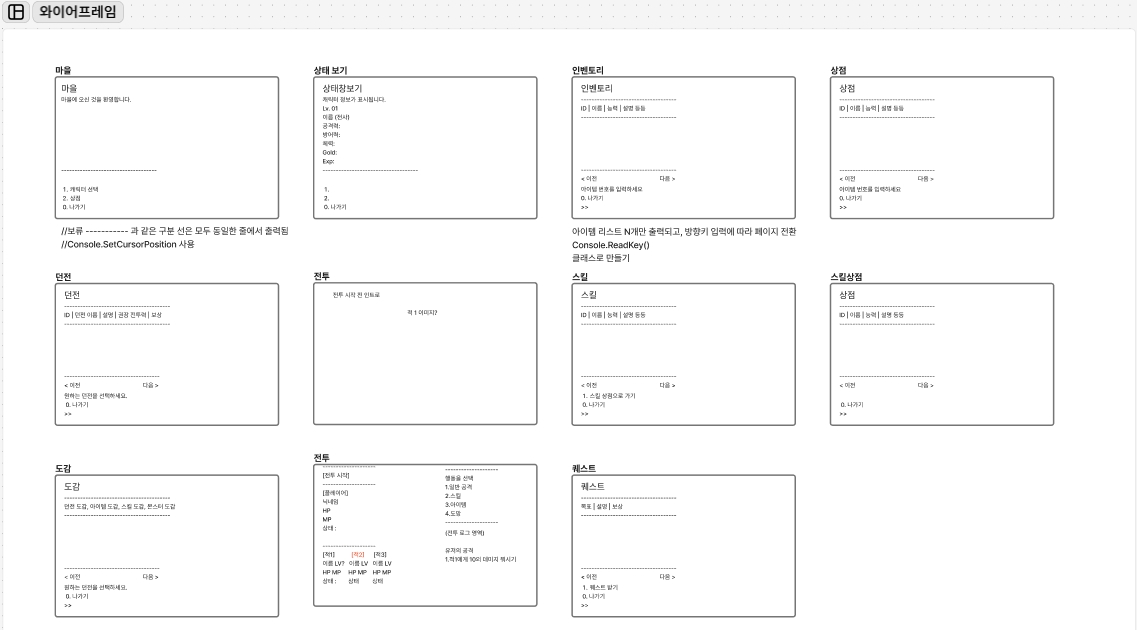 와이어프레임
마을
마을
마을에 오신 것을 환영합니다.
-----------------------------------
1. 캐릭터 선택
2. 상점
0. 나가기
//보류 ----------- 과 같은 구분 선은 모두 동일한 줄에서 출력됨
//Console.SetCursorPosition 사용
상태 보기
상태창보기
캐릭터 정보가 표시됩니다.
Lv. 01
이름 (전사)
공격력:
방어력:
체력:
Gold:
Exp:
-----------------------------------
1.
2.
0. 나가기
인벤토리
인벤토리
-----------------------------------
ID | 이름 | 능력 | 설명 등등
-----------------------------------
-----------------------------------
< 이전 다음 >
아이템 번호를 입력하세요
0. 나가기
>>
아이템 리스트 N개만 출력되고, 방향키 입력에 따라 페이지 전환
Console.ReadKey()
클래스로 만들기
상점
상점
-----------------------------------
ID | 이름 | 능력 | 설명 등등
-----------------------------------
-----------------------------------
< 이전 다음 >
아이템 번호를 입력하세요
0. 나가기
>>
던전
던전
-----------------------------------
ID | 던전 이름 | 설명 | 권장 전투력 | 보상
-----------------------------------
-----------------------------------
< 이전 다음 >
원하는 던전을 선택하세요.
0. 나가기
>>
전투
전투 시작 전 인트로
적 1 이미지?
스킬
스킬
-----------------------------------
ID | 이름 | 능력 | 설명 등등
-----------------------------------
-----------------------------------
< 이전 다음 >
1. 스킬 상점으로 가기
0. 나가기
>>
스킬상점
상점
-----------------------------------
ID | 이름 | 능력 | 설명 등등
-----------------------------------
-----------------------------------
< 이전 다음 >
0. 나가기
>>
도감
도감
-----------------------------------
던전 도감, 아이템 도감, 스킬 도감, 몬스터 도감
-----------------------------------
-----------------------------------
< 이전 다음 >
원하는 던전을 선택하세요.
0. 나가기
>>
전투
--------------------
[전투 시작]
--------------------
[플레이어]
닉네임
HP
MP
상태 :
--------------------
[적1] [적2] [적3]
이름 LV? 이름 LV 이름 LV
HP MP HP MP HP MP
상태 : 상태 상태
--------------------
행동을 선택
1.일반 공격
2.스킬
3.아이템
4.도망
--------------------
(전투 로그 영역)
유저의 공격
1.적1에게 10의 데미지 뭐시기
퀘스트
퀘스트
-----------------------------------
목표 | 설명 | 보상
-----------------------------------
-----------------------------------
< 이전 다음 >
1. 퀘스트 받기
0. 나가기
>>